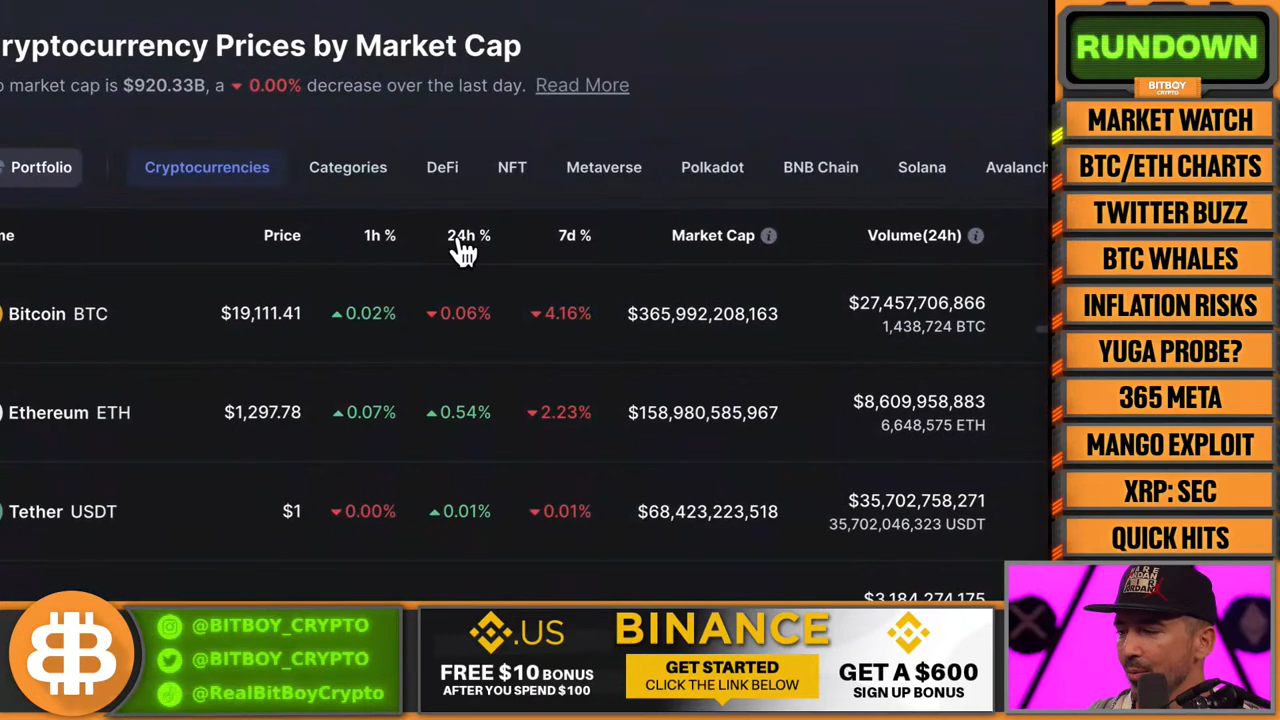 ryptocurrency Prices by Market Cap
o market cap is $920.33B, a 0.00% decrease over the last day. Read More
Portfolio Cryptocurrencies Categories DeFi NFT Metaverse Polkadot BNB Chain Solana Avalanch
me Price 1h % 24h % 7d % Market Cap Volume(24h)
Bitcoin BTC $19,111.41 0.02% 0.06% 4.16% $365,992,208,163 $27,457,706,866
1,438,724 BTC
Ethereum ETH $1,297.78 0.07% 0.54% 2.23% $158,980,585,967 $8,609,958,883
6,648,575 ETH
Tether USDT $1 0.00% 0.01% 0.01% $68,423,223,518 $35,702,758,271
35,702,046,323 USDT
$3,184,274,175
RUNDOWN
BITBOY
CRYPTO
MARKET WATCH
BTC/ETH CHARTS
TWITTER BUZZ
BTC WHALES
INFLATION RISKS
YUGA PROBE?
365 META
MANGO EXPLOIT
XRP: SEC
QUICK HITS
@BITBOY_CRYPTO
@BITBOY_CRYPTO
@RealBitBoyCrypto
.US
FREE $10 BONUS
AFTER YOU SPEND $100
BINANCE
GET STARTED
CLICK THE LINK BELOW
GET A $600
SIGN UP BONUS